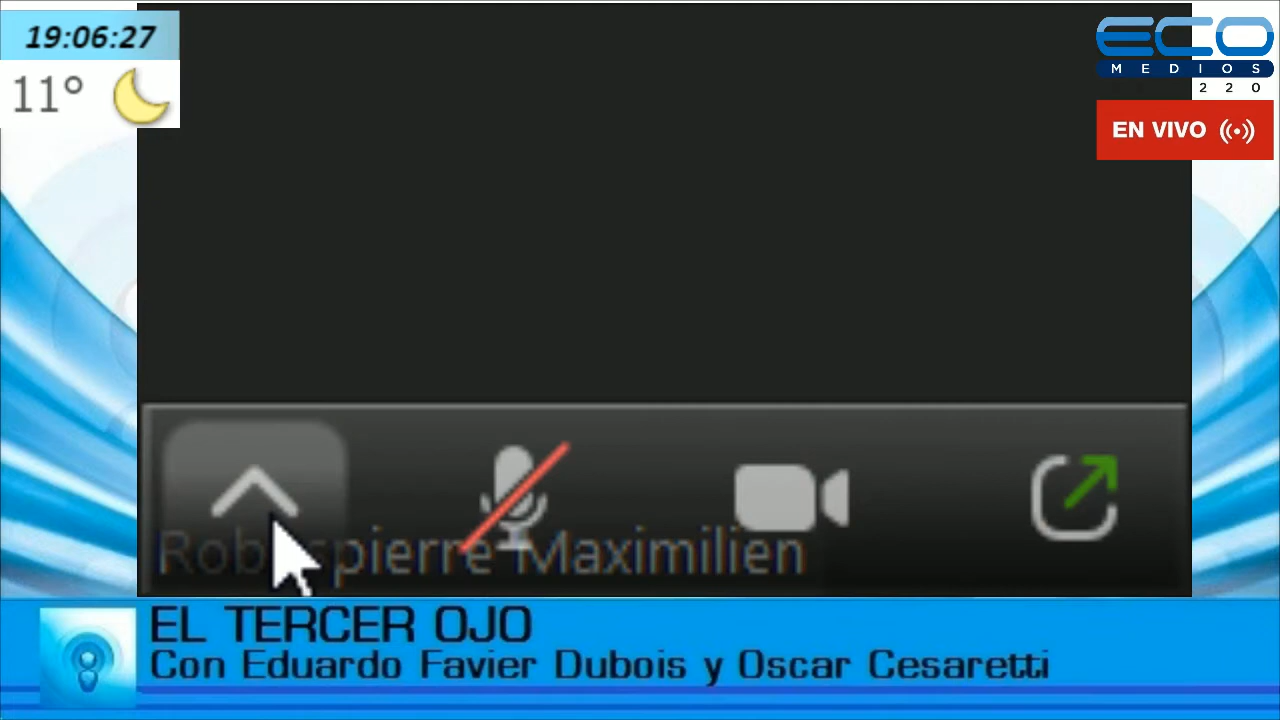 19:06:27
11°
ECO
MEDIOS
220
EN VIVO
Maximilien
EL TERCER OJO
Con Eduardo Favier Dubois y Oscar Cesaretti